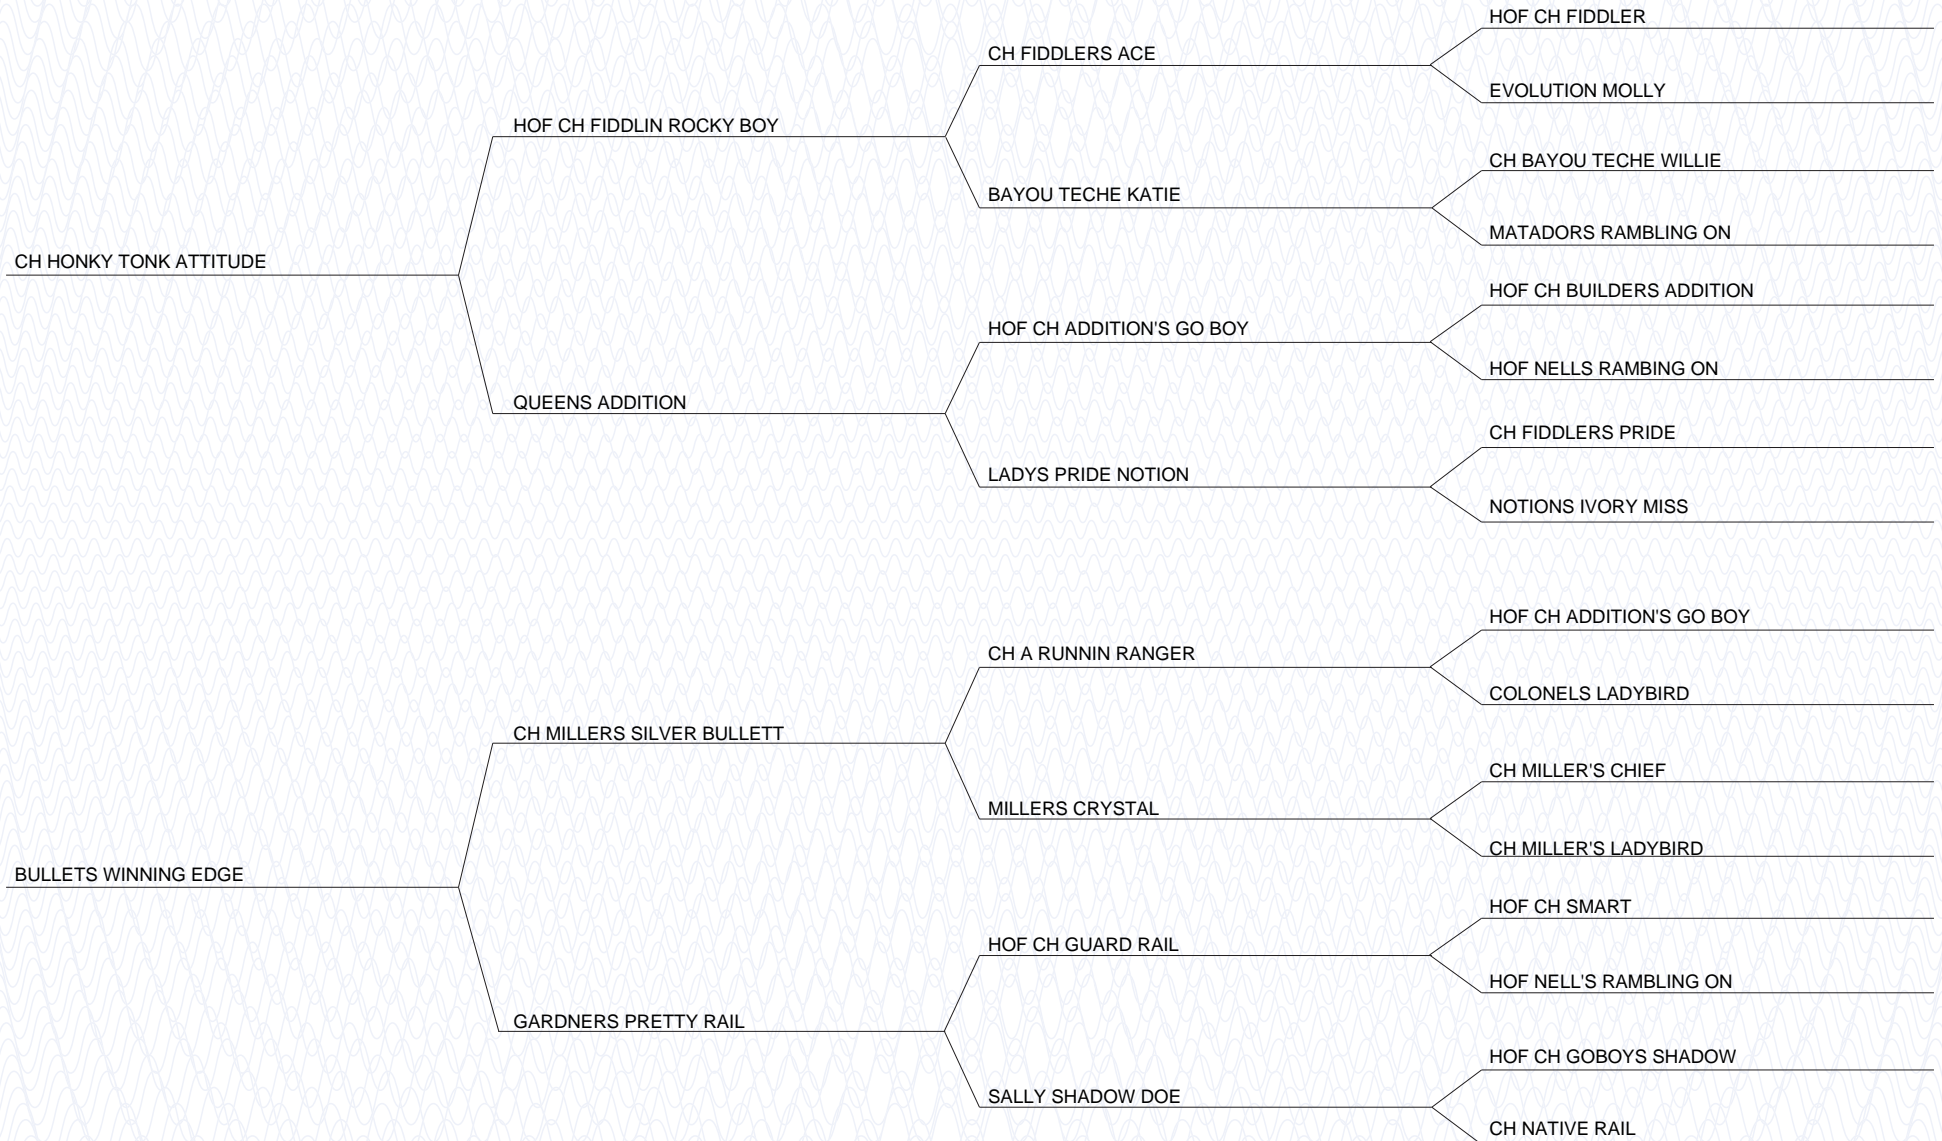 HOF CH FIDDLER
CH FIDDLERS ACE
EVOLUTION MOLLY
HOF CH FIDDLIN ROCKY BOY
CH BAYOU TECHE WILLIE
BAYOU TECHE KATIE
MATADORS RAMBLING ON
CH HONKY TONK ATTITUDE
HOF CH BUILDERS ADDITION
HOF CH ADDITION'S GO BOY
HOF NELLS RAMBING ON
QUEENS ADDITION
CH FIDDLERS PRIDE
LADYS PRIDE NOTION
NOTIONS IVORY MISS
HOF CH ADDITION'S GO BOY
CH A RUNNIN RANGER
COLONELS LADYBIRD
CH MILLERS SILVER BULLETT
CH MILLER'S CHIEF
MILLERS CRYSTAL
CH MILLER'S LADYBIRD
BULLETS WINNING EDGE
HOF CH SMART
HOF CH GUARD RAIL
HOF NELL'S RAMBLING ON
GARDNERS PRETTY RAIL
HOF CH GOBOYS SHADOW
SALLY SHADOW DOE
CH NATIVE RAIL